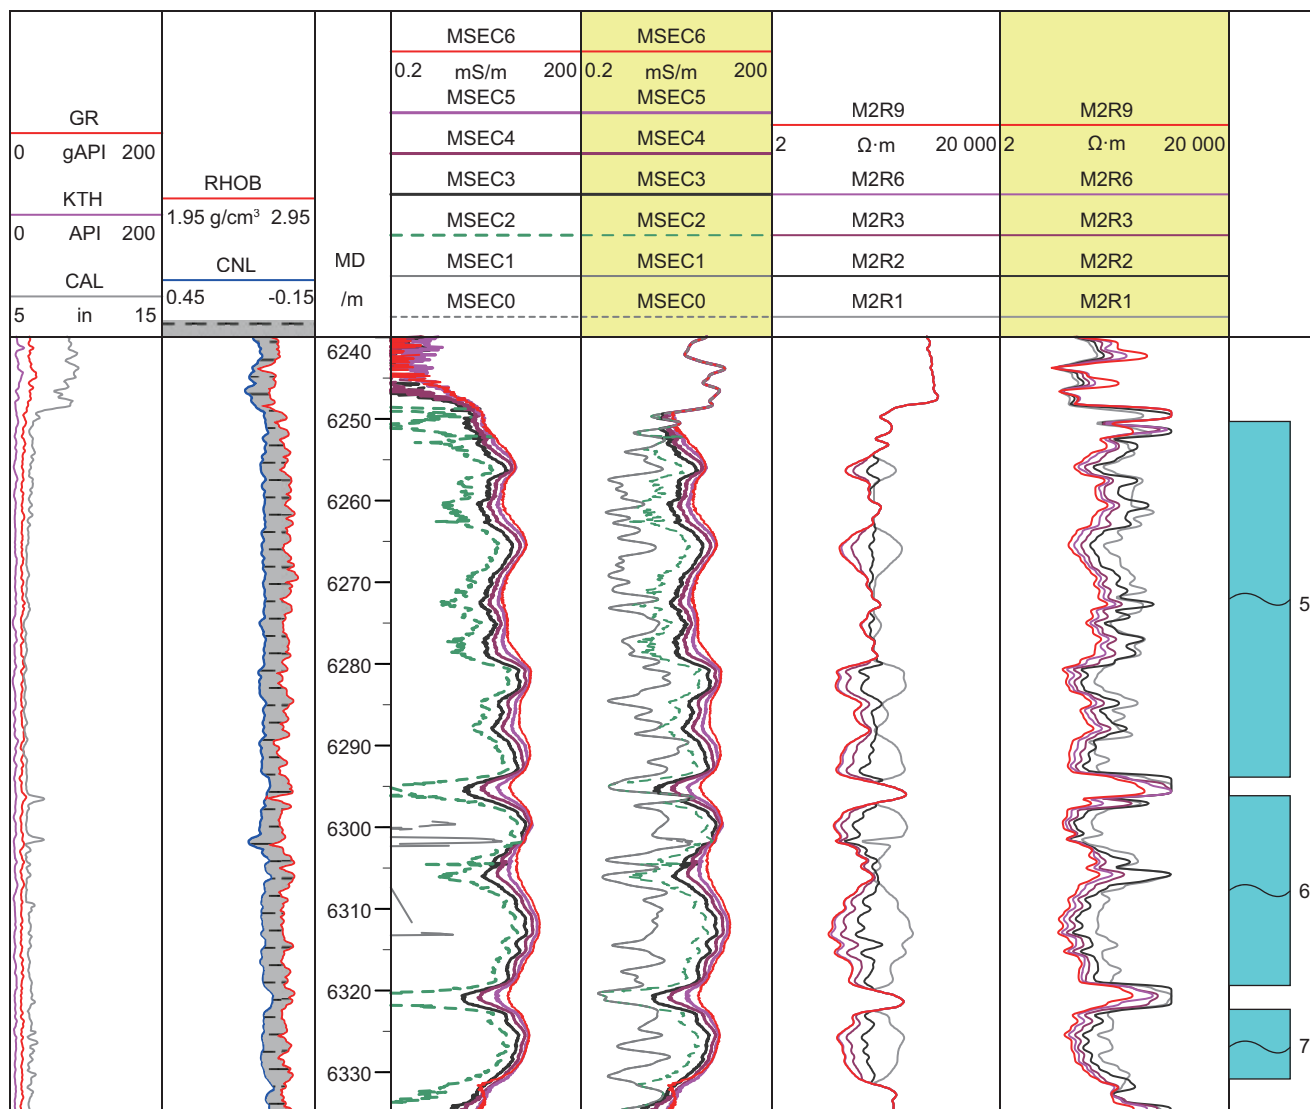 GR
0 gAPI 200
KTH
0 API 200
CAL
5 in 15
RHOB
1.95 g/cm³ 2.95
CNL
0.45 -0.15
MD
/m
MSEC6
0.2 mS/m 200
MSEC5
MSEC4
MSEC3
MSEC2
MSEC1
MSEC0
MSEC6
0.2 mS/m 200
MSEC5
MSEC4
MSEC3
MSEC2
MSEC1
MSEC0
M2R9
2 Ω·m 20 000
M2R6
M2R3
M2R2
M2R1
M2R9
2 Ω·m 20 000
M2R6
M2R3
M2R2
M2R1
6240
6250
6260
6270
6280
6290
6300
6310
6320
6330
5
6
7